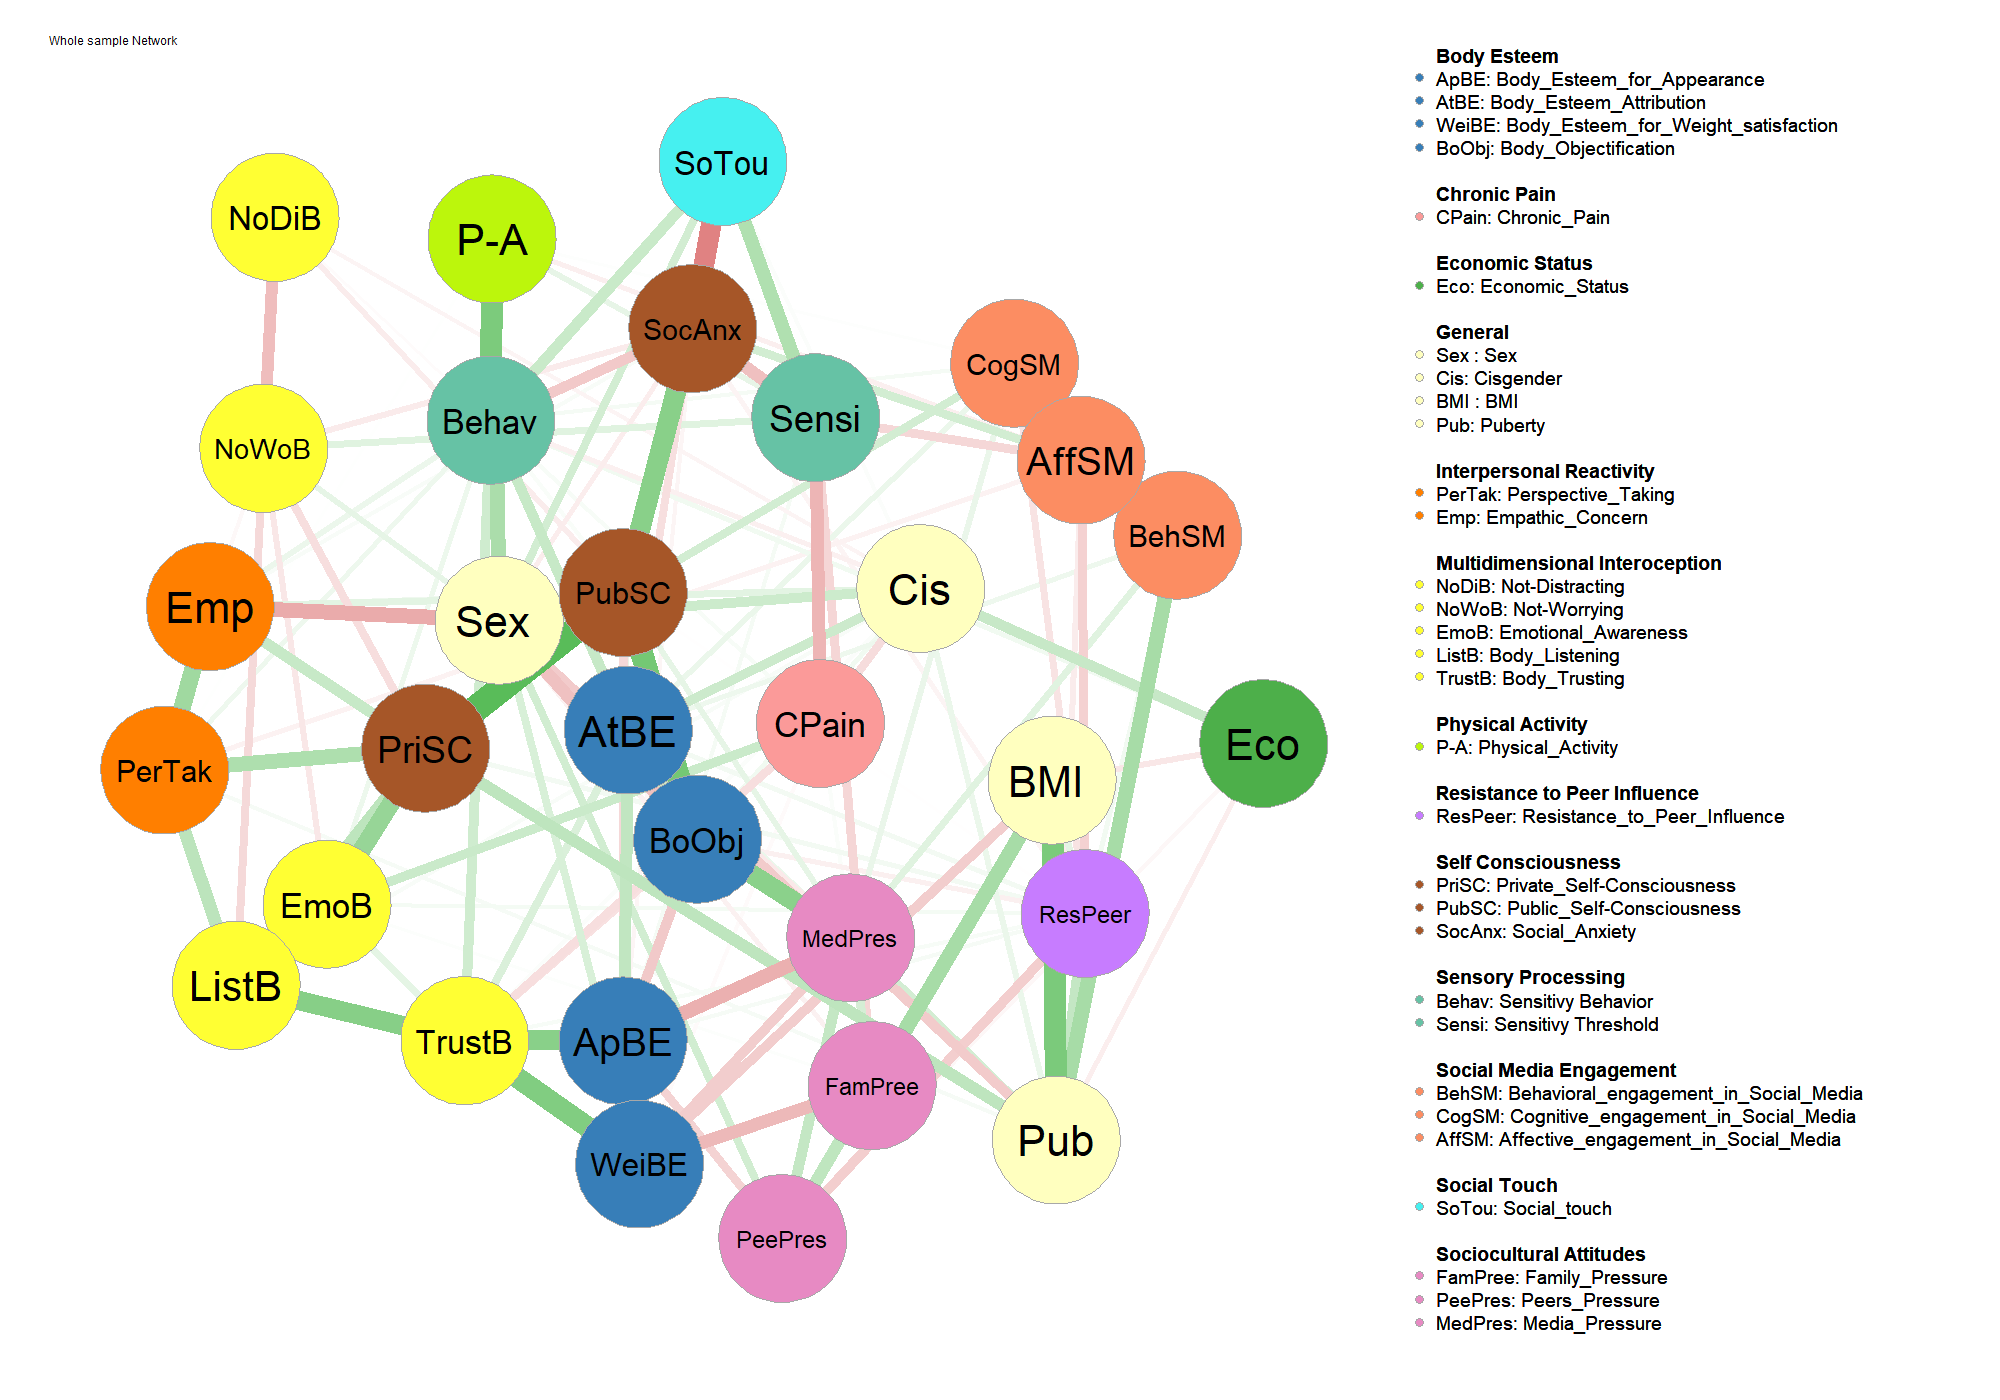 Whole sample Network
SoTou
NoDiB
P-A
SocAnx
CogSM
Behav
Sensi
NoWoB
AffSM
BehSM
Emp
Sex
PubSC
Cis
PerTak
PriSC
AtBE
CPain
BMI
Eco
BoObj
EmoB
MedPres
ResPeer
ListB
TrustB
ApBE
FamPree
WeiBE
Pub
PeePres
Body Esteem
ApBE: Body_Esteem_for_Appearance
AtBE: Body_Esteem_Attribution
WeiBE: Body_Esteem_for_Weight_satisfaction
BoObj: Body_Objectification
Chronic Pain
CPain: Chronic_Pain
Economic Status
Eco: Economic_Status
General
Sex : Sex
Cis: Cisgender
BMI : BMI
Pub: Puberty
Interpersonal Reactivity
PerTak: Perspective_Taking
Emp: Empathic_Concern
Multidimensional Interoception
NoDiB: Not-Distracting
NoWoB: Not-Worrying
EmoB: Emotional_Awareness
ListB: Body_Listening
TrustB: Body_Trusting
Physical Activity
P-A: Physical_Activity
Resistance to Peer Influence
ResPeer: Resistance_to_Peer_Influence
Self Consciousness
PriSC: Private_Self-Consciousness
PubSC: Public_Self-Consciousness
SocAnx: Social_Anxiety
Sensory Processing
Behav: Sensitivy Behavior
Sensi: Sensitivy Threshold
Social Media Engagement
BehSM: Behavioral_engagement_in_Social_Media
CogSM: Cognitive_engagement_in_Social_Media
AffSM: Affective_engagement_in_Social_Media
Social Touch
SoTou: Social_touch
Sociocultural Attitudes
FamPree: Family_Pressure
PeePres: Peers_Pressure
MedPres: Media_Pressure